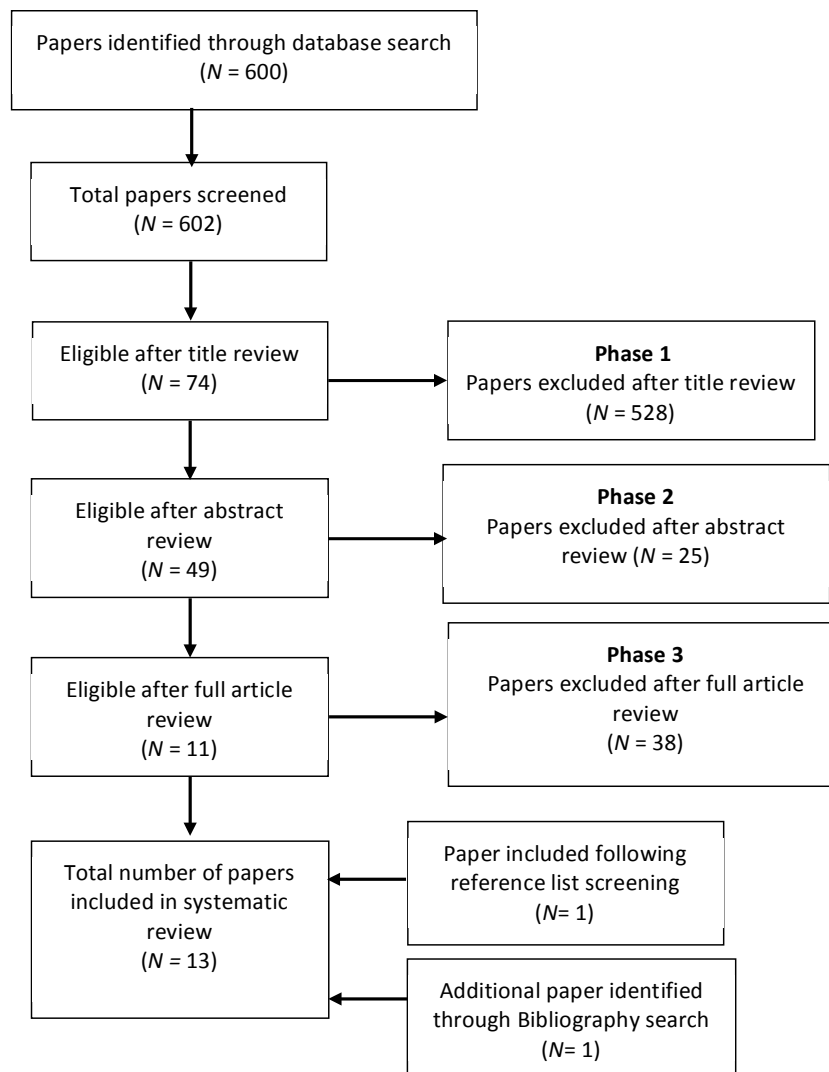 Papers identified through database search
(N = 600)
Total papers screened
(N = 602)
Eligible after title review
(N = 74)
Phase 1
Papers excluded after title review
(N = 528)
Eligible after abstract
review
(N = 49)
Phase 2
Papers excluded after abstract
review (N = 25)
Eligible after full article
review
(N = 11)
Phase 3
Papers excluded after full article
review
(N = 38)
Total number of papers
included in systematic
review
(N = 13)
Paper included following
reference list screening
(N= 1)
Additional paper identified
through Bibliography search
(N= 1)